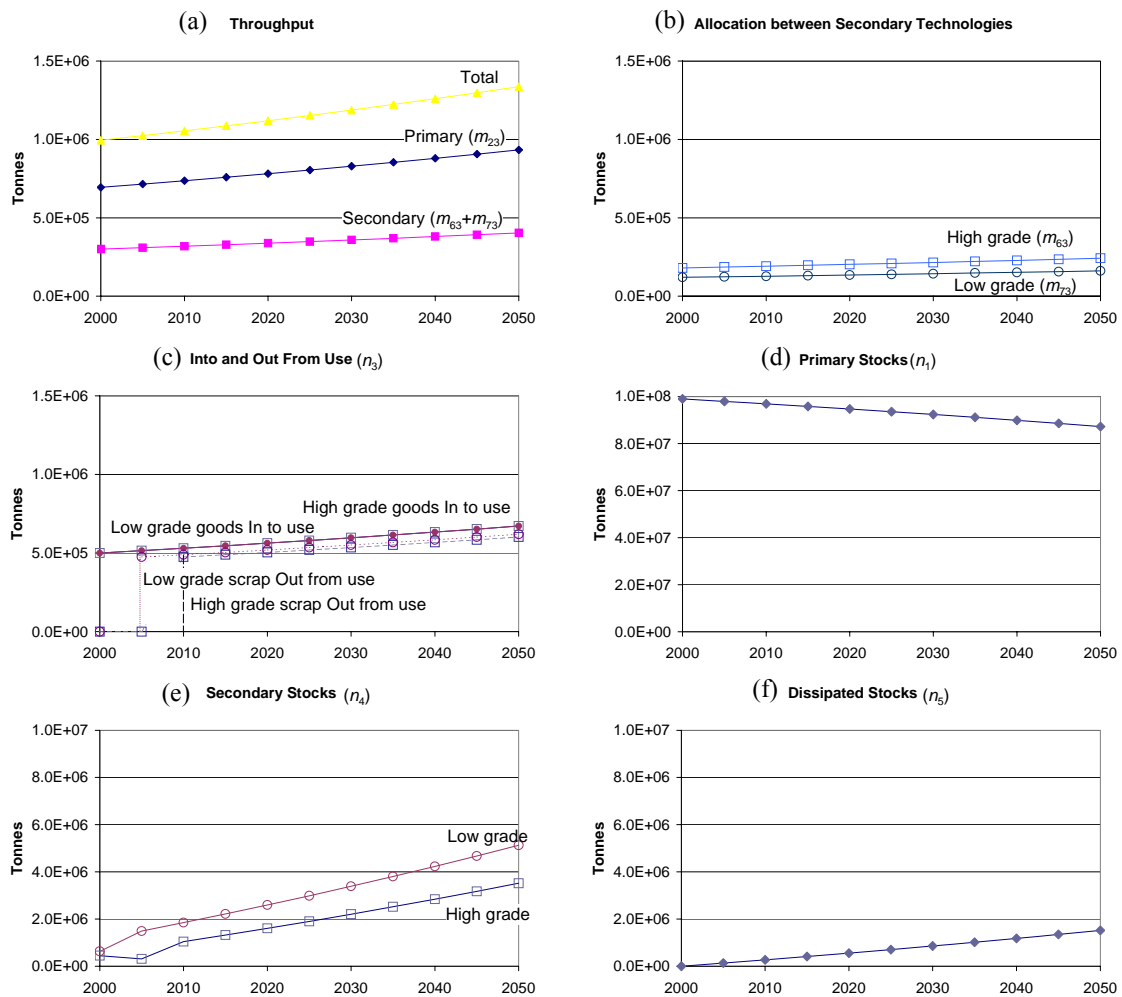 (a) Throughput
1.5E+06
1.0E+06
5.0E+05
0.0E+00
Tonnes
Total
Primary (m23)
Secondary (m63+m73)
2000 2010 2020 2030 2040 2050
(b) Allocation between Secondary Technologies
1.5E+06
1.0E+06
5.0E+05
0.0E+00
Tonnes
High grade (m63)
Low grade (m73)
2000 2010 2020 2030 2040 2050
(c) Into and Out From Use (n3)
1.5E+06
1.0E+06
5.0E+05
0.0E+00
Tonnes
High grade goods In to use
Low grade goods In to use
Low grade scrap Out from use
High grade scrap Out from use
2000 2010 2020 2030 2040 2050
(d) Primary Stocks (n1)
1.0E+08
8.0E+07
6.0E+07
4.0E+07
2.0E+07
0.0E+00
Tonnes
2000 2010 2020 2030 2040 2050
(e) Secondary Stocks (n4)
1.0E+07
8.0E+06
6.0E+06
4.0E+06
2.0E+06
0.0E+00
Tonnes
Low grade
High grade
2000 2010 2020 2030 2040 2050
(f) Dissipated Stocks (n5)
1.0E+07
8.0E+06
6.0E+06
4.0E+06
2.0E+06
0.0E+00
Tonnes
2000 2010 2020 2030 2040 2050